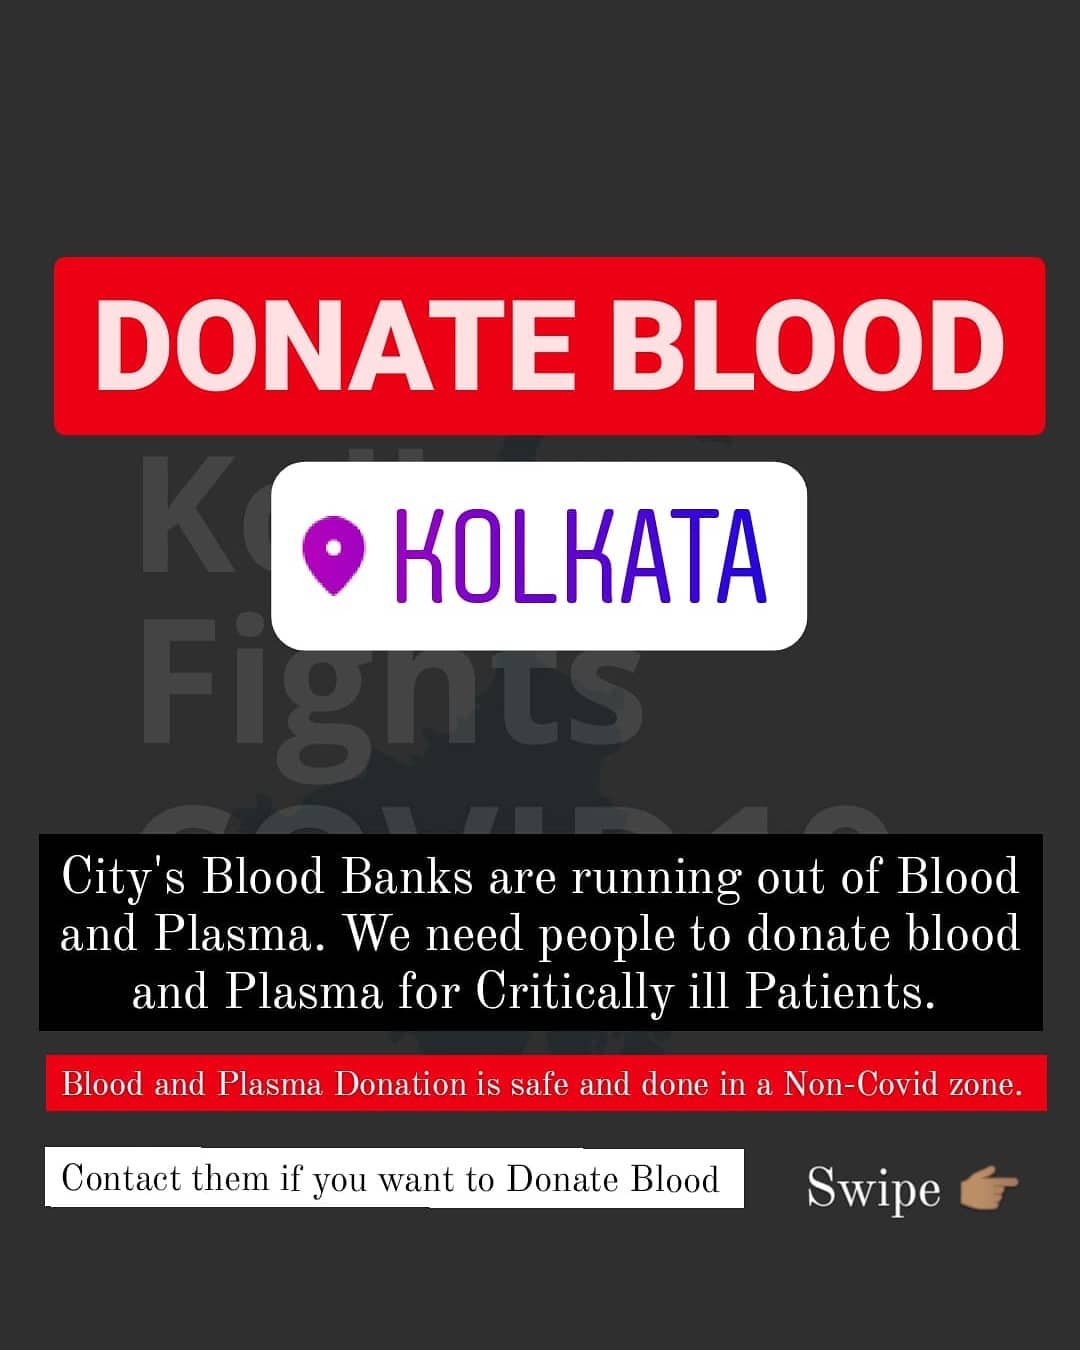 DONATE BLOOD
KOLKATA
Fights
City's Blood Banks are running out of Blood
and Plasma. We need people to donate blood
and Plasma for Critically ill Patients.
Blood and Plasma Donation is safe and done in a Non-Covid zone.
Contact them if you want to Donate Blood
Swipe